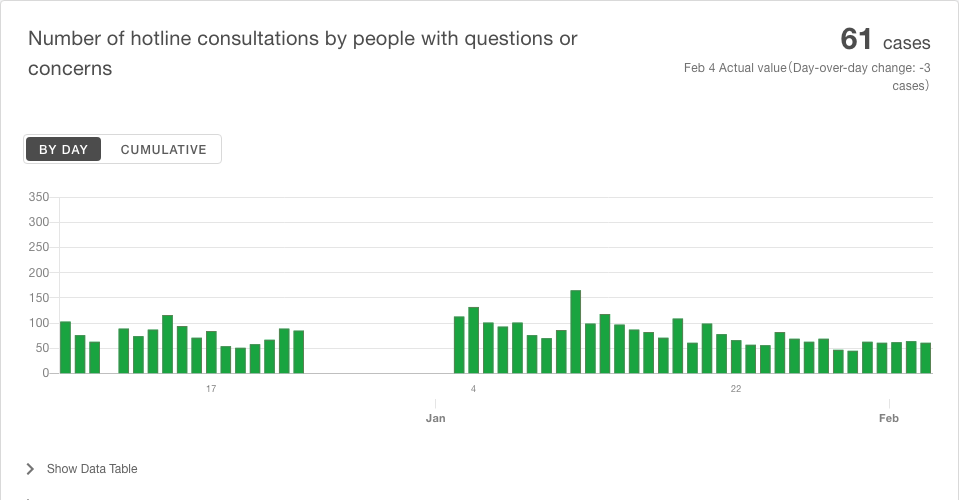 Number of hotline consultations by people with questions or
concerns
61 cases
Feb 4 Actual value(Day-over-day change: -3
cases)
BY DAY
CUMULATIVE
350
300
250
200
150
100
50
0
17
4
22
Jan
Feb
Show Data Table